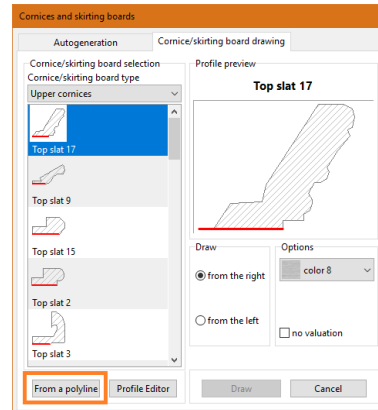 Cornices and skirting boards
Autogeneration
Cornice/skirting board drawing
Cornice/skirting board selection
Cornice/skirting board type
Upper cornices
Top slat 17
Top slat 9
Top slat 15
Top slat 2
Top slat 3
From a polyline
Profile Editor
Profile preview
Top slat 17
Draw
from the right
from the left
Options
color 8
no valuation
Draw
Cancel